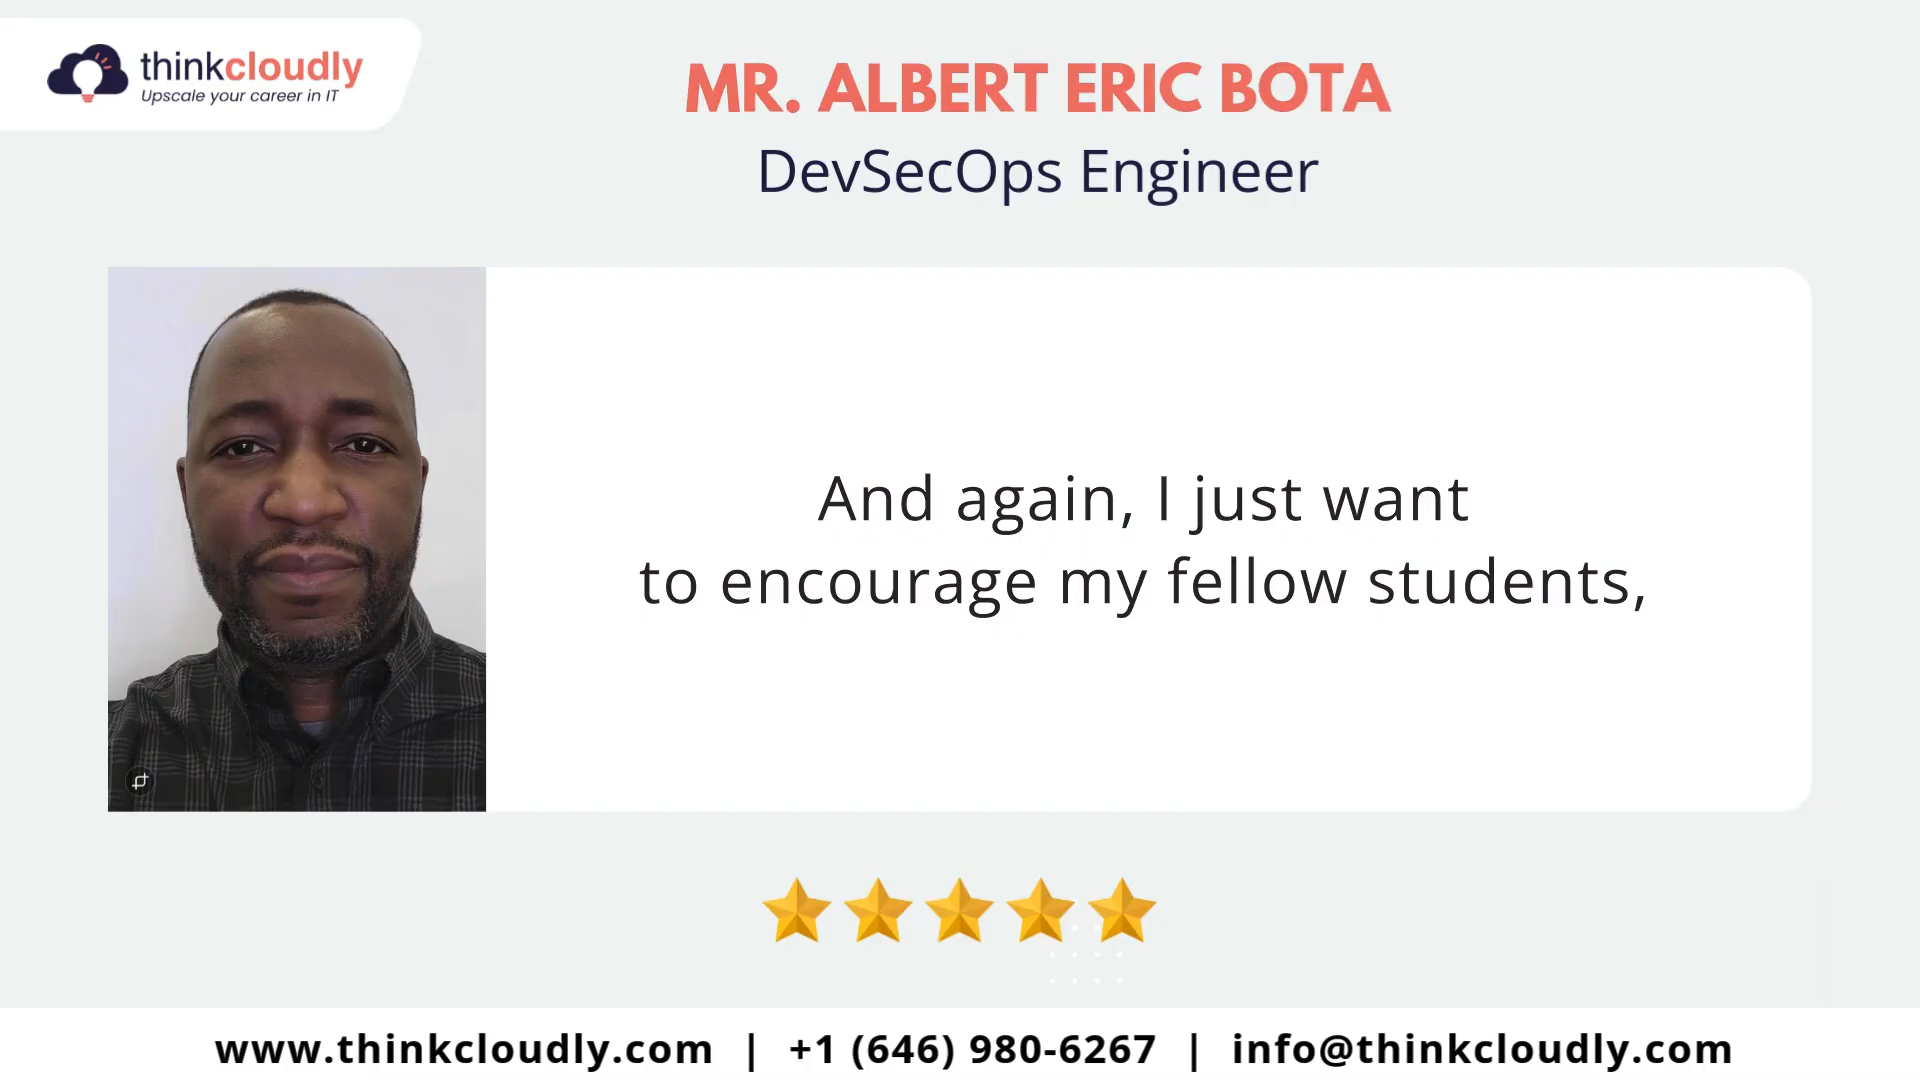 thinkcloudly
Upscale your career in IT
MR. ALBERT ERIC BOTA
DevSecOps Engineer
And again, I just want
to encourage my fellow students,
www.thinkcloudly.com | +1 (646) 980-6267 | info@thinkcloudly.com